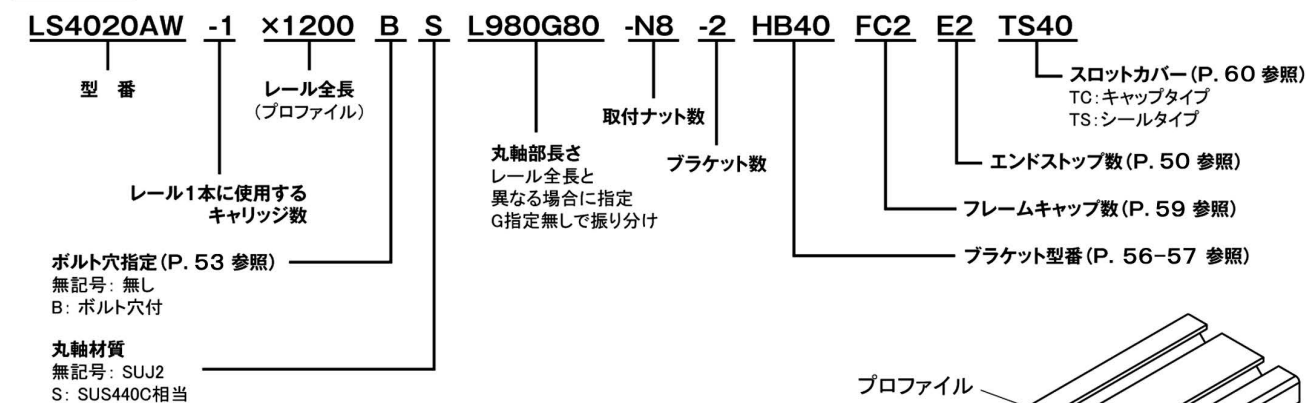 LS4020AW -1 ×1200 B S L980G80 -N8 -2 HB40 FC2 E2 TS40
型 番
レール全長
(プロファイル)
レール1本に使用する
キャリッジ数
ボルト穴指定(P. 53 参照)
無記号: 無し
B: ボルト穴付
丸軸材質
無記号: SUJ2
S: SUS440C相当
丸軸部長さ
レール全長と
異なる場合に指定
G指定無しで振り分け
取付ナット数
ブラケット数
スロットカバー(P. 60 参照)
TC:キャップタイプ
TS:シールタイプ
エンドストップ数(P. 50 参照)
フレームキャップ数(P. 59 参照)
ブラケット型番(P. 56-57 参照)
プロファイル